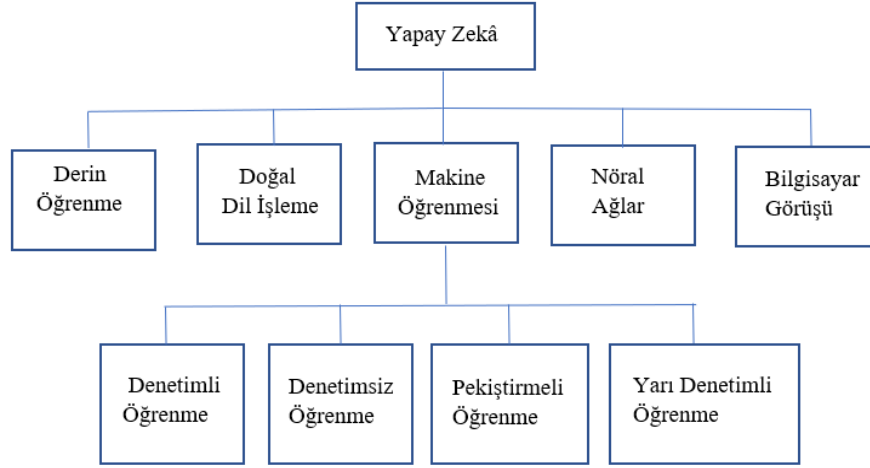 Yapay Zekâ
Derin
Öğrenme
Doğal
Dil İşleme
Makine
Öğrenmesi
Nöral
Ağlar
Bilgisayar
Görüşü
Denetimli
Öğrenme
Denetimsiz
Öğrenme
Pekiştirmeli
Öğrenme
Yarı Denetimli
Öğrenme